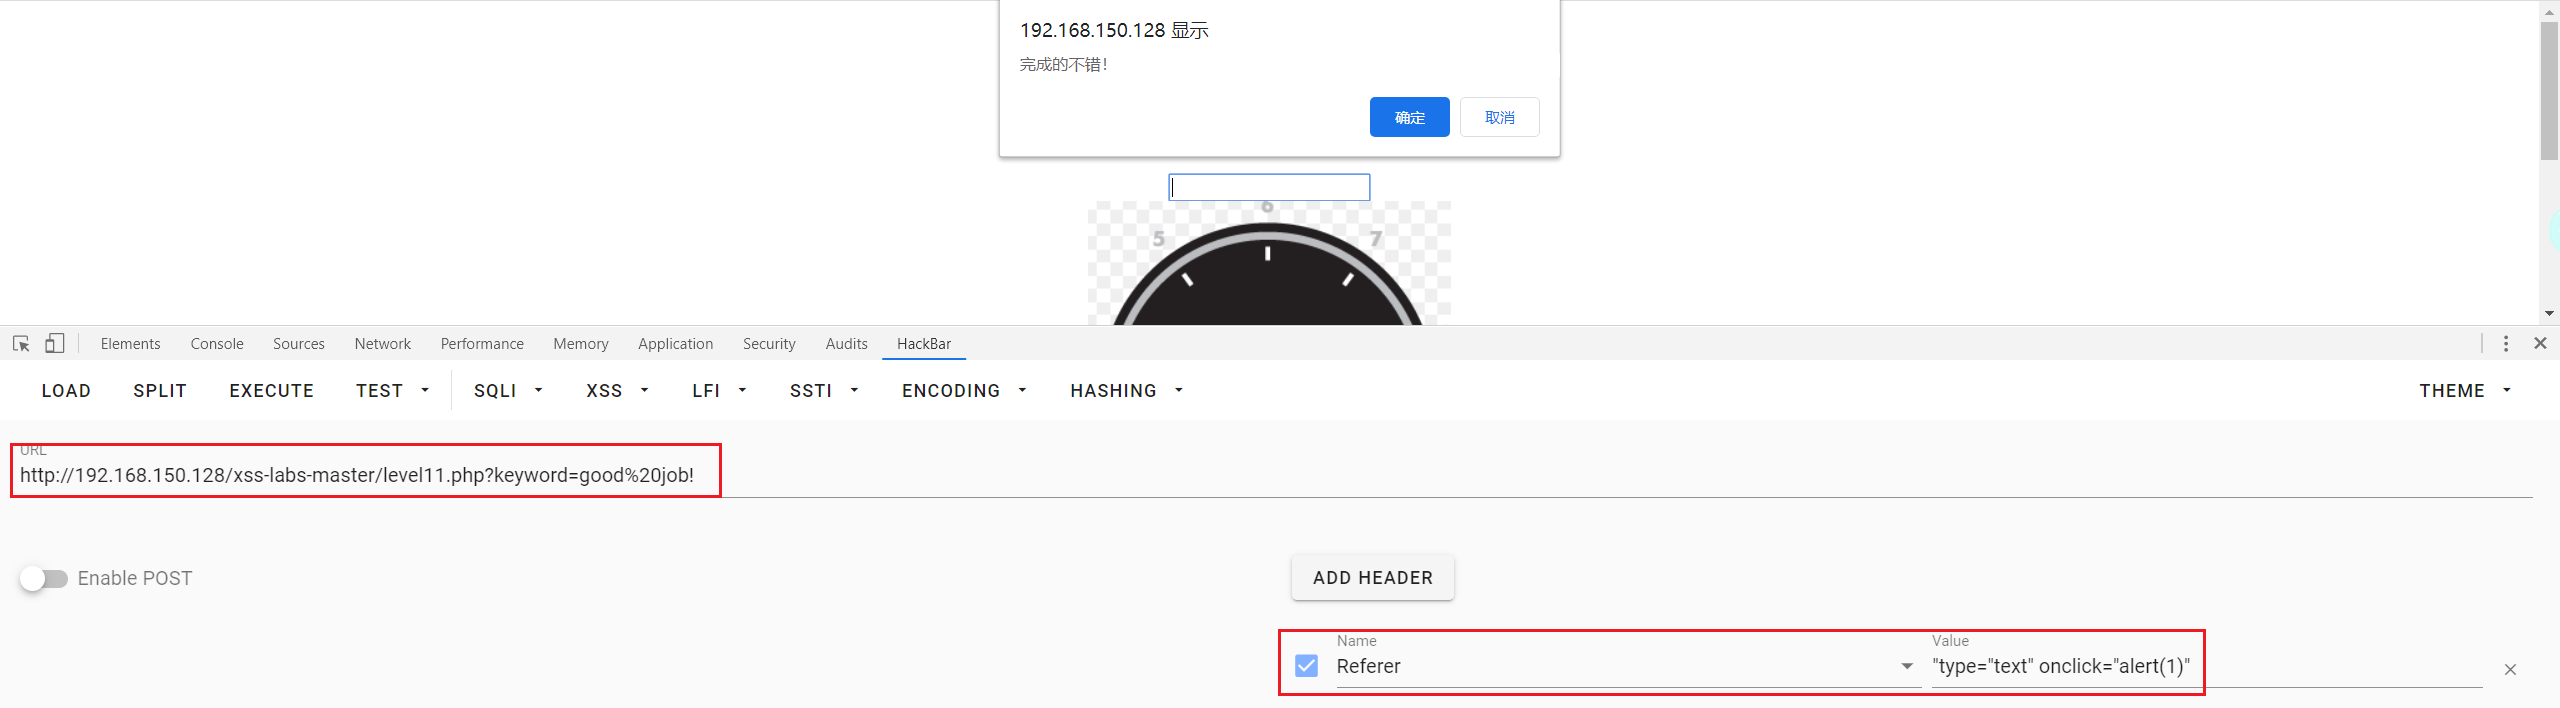 192.168.150.128 显示
完成的不错!
确定 取消
6
5 7
Elements Console Sources Network Performance Memory Application Security Audits HackBar
LOAD SPLIT EXECUTE TEST SQLI XSS LFI SSTI ENCODING HASHING THEME
URL
http://192.168.150.128/xss-labs-master/level11.php?keyword=good%20job!
Enable POST
ADD HEADER
Name Value
Referer "type="text" onclick="alert(1)"